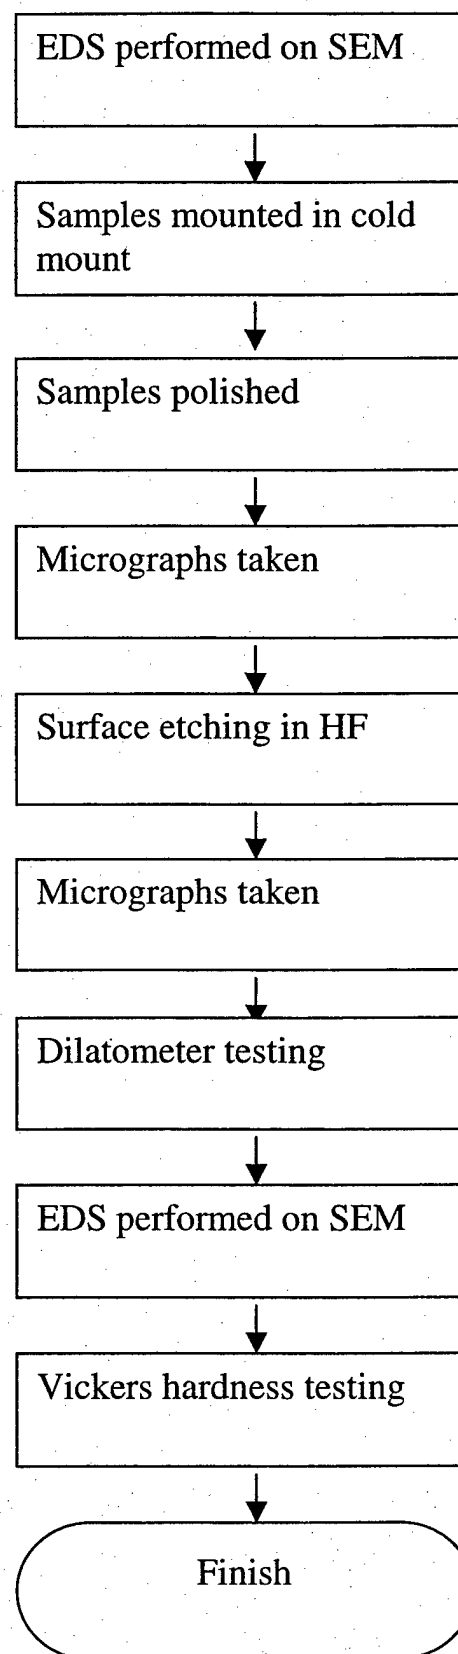 EDS performed on SEM
Samples mounted in cold
mount
Samples polished
Micrographs taken
Surface etching in HF
Micrographs taken
Dilatometer testing
EDS performed on SEM
Vickers hardness testing
Finish